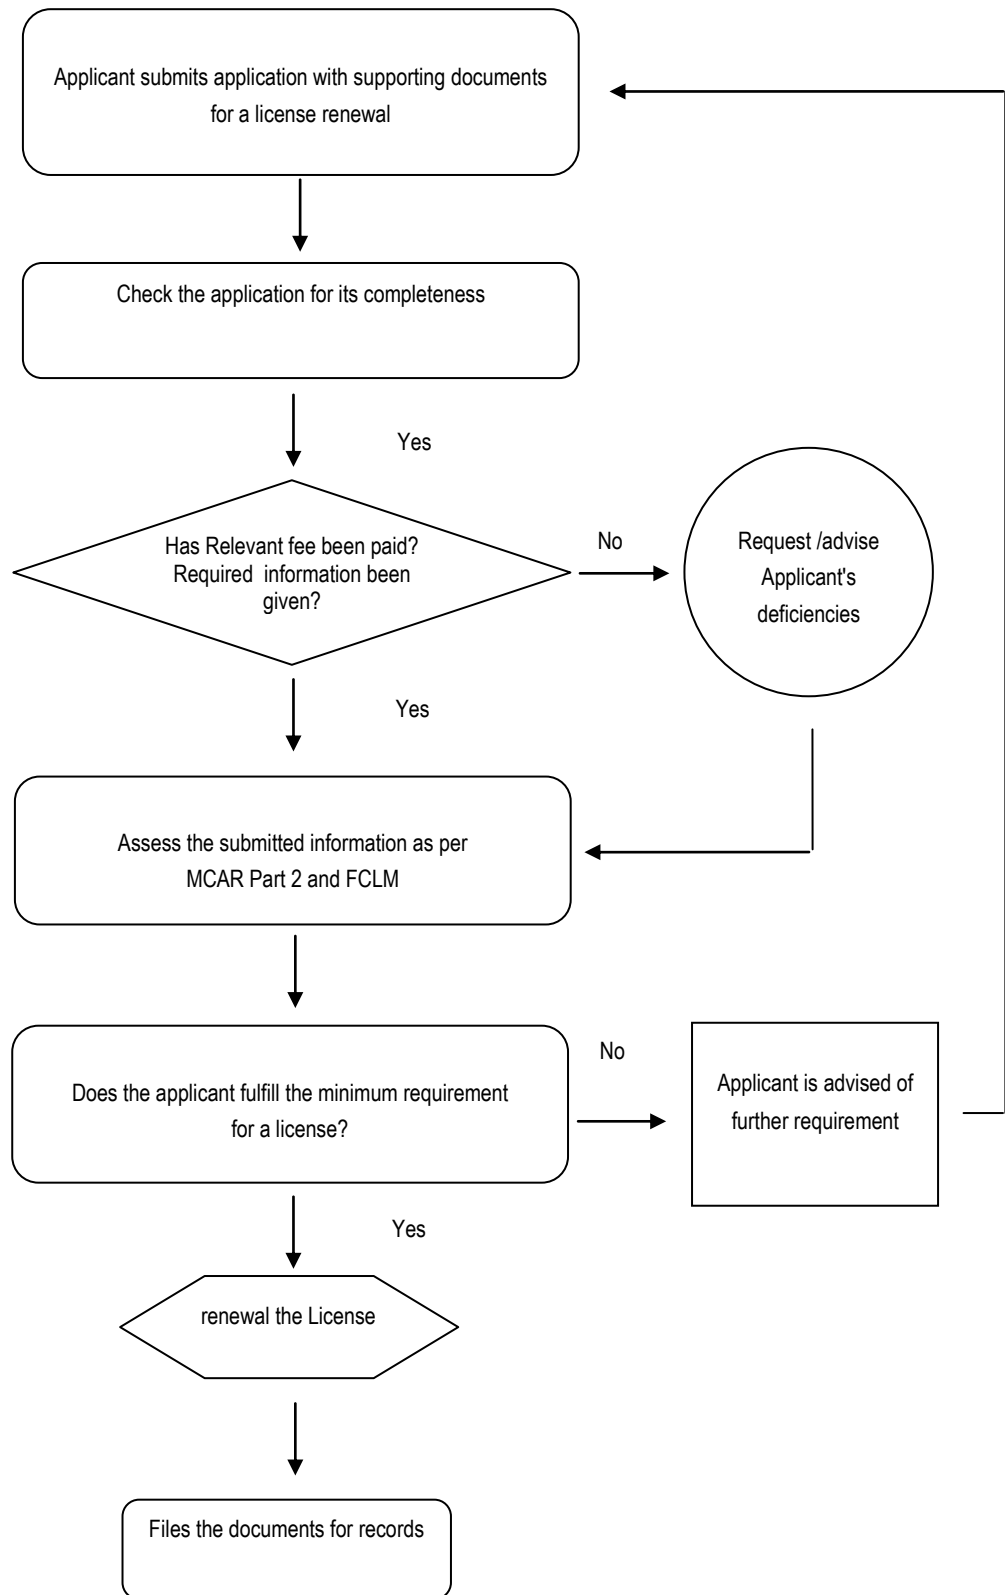 Applicant submits application with supporting documents
for a license renewal
Check the application for its completeness
Yes
Has Relevant fee been paid?
Required  information been
given?
No
Request /advise
Applicant's
deficiencies
Yes
Assess the submitted information as per
MCAR Part 2 and FCLM
Does the applicant fulfill the minimum requirement
for a license?
No
Applicant is advised of
further requirement
Yes
renewal the License
Files the documents for records